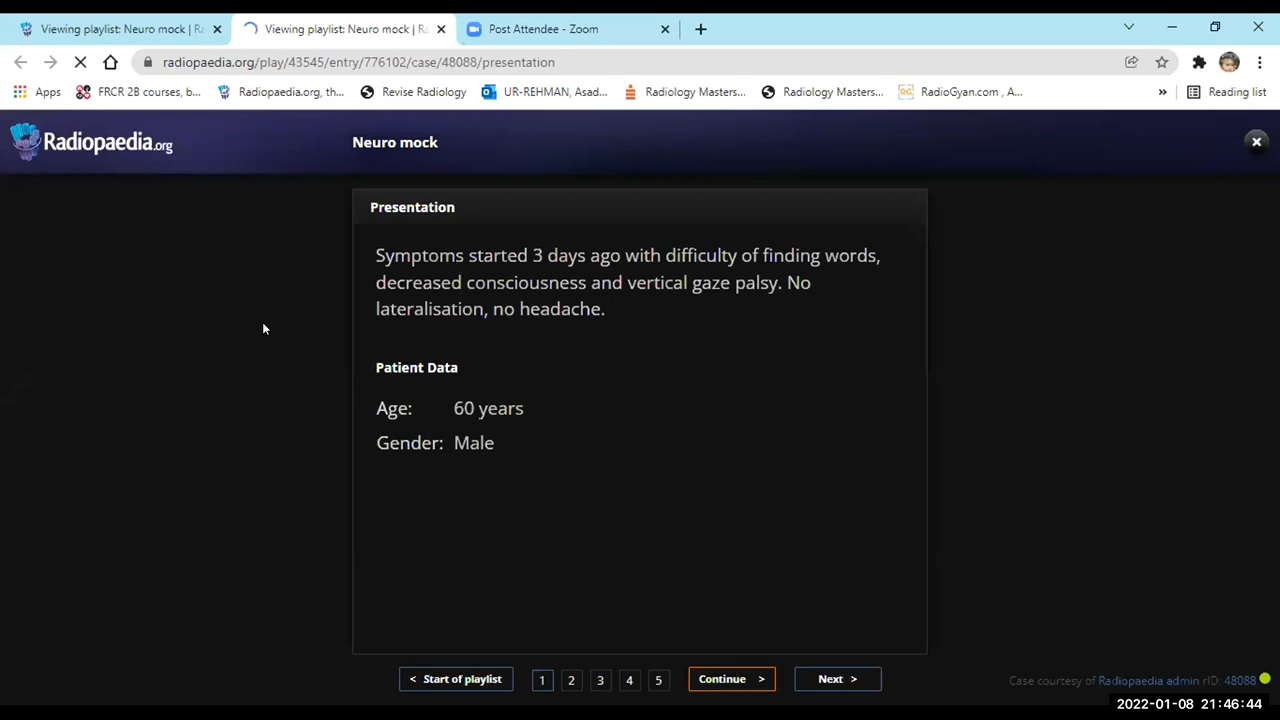 Viewing playlist: Neuro mock | Ra
Viewing playlist: Neuro mock | Ra
Post Attendee - Zoom
radiopaedia.org/play/43545/entry/776102/case/48088/presentation
Apps
FRCR 2B courses, b...
Radiopaedia.org, th...
Revise Radiology
UR-REHMAN, Asad...
Radiology Masters...
Radiology Masters...
RadioGyan.com , A...
»
Reading list
Radiopaedia.org
Neuro mock
Presentation
Symptoms started 3 days ago with difficulty of finding words,
decreased consciousness and vertical gaze palsy. No
lateralisation, no headache.
Patient Data
Age: 60 years
Gender: Male
< Start of playlist
1
2
3
4
5
Continue >
Next >
Case courtesy of Radiopaedia admin rID: 48088
2022-01-08 21:46:44